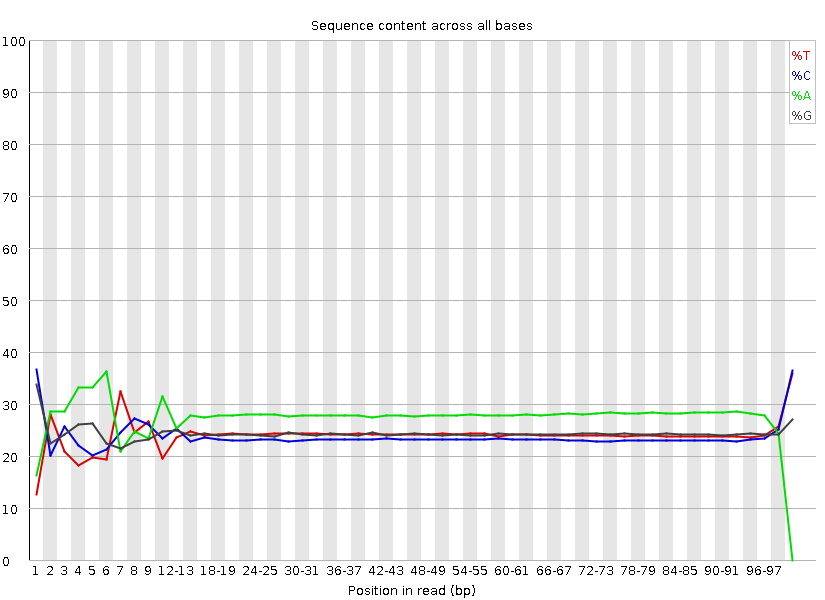 Sequence content across all bases
100
90
80
70
60
50
40
30
20
10
0
%T
%C
%A
%G
1 2 3 4 5 6 7 8 9 12-13 18-19 24-25 30-31 36-37 42-43 48-49 54-55 60-61 66-67 72-73 78-79 84-85 90-91 96-97
Position in read (bp)